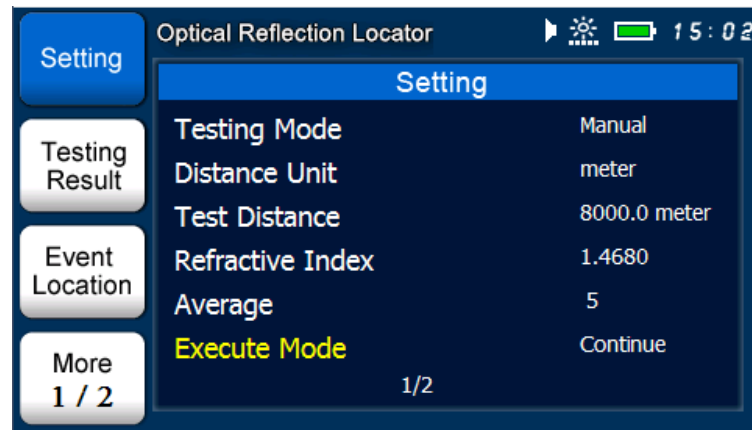 Optical Reflection Locator 15:02
Setting
Setting
Testing Mode Manual
Distance Unit meter
Test Distance 8000.0 meter
Refractive Index 1.4680
Average 5
Execute Mode Continue
1/2
Testing
Result
Event
Location
More
1 / 2